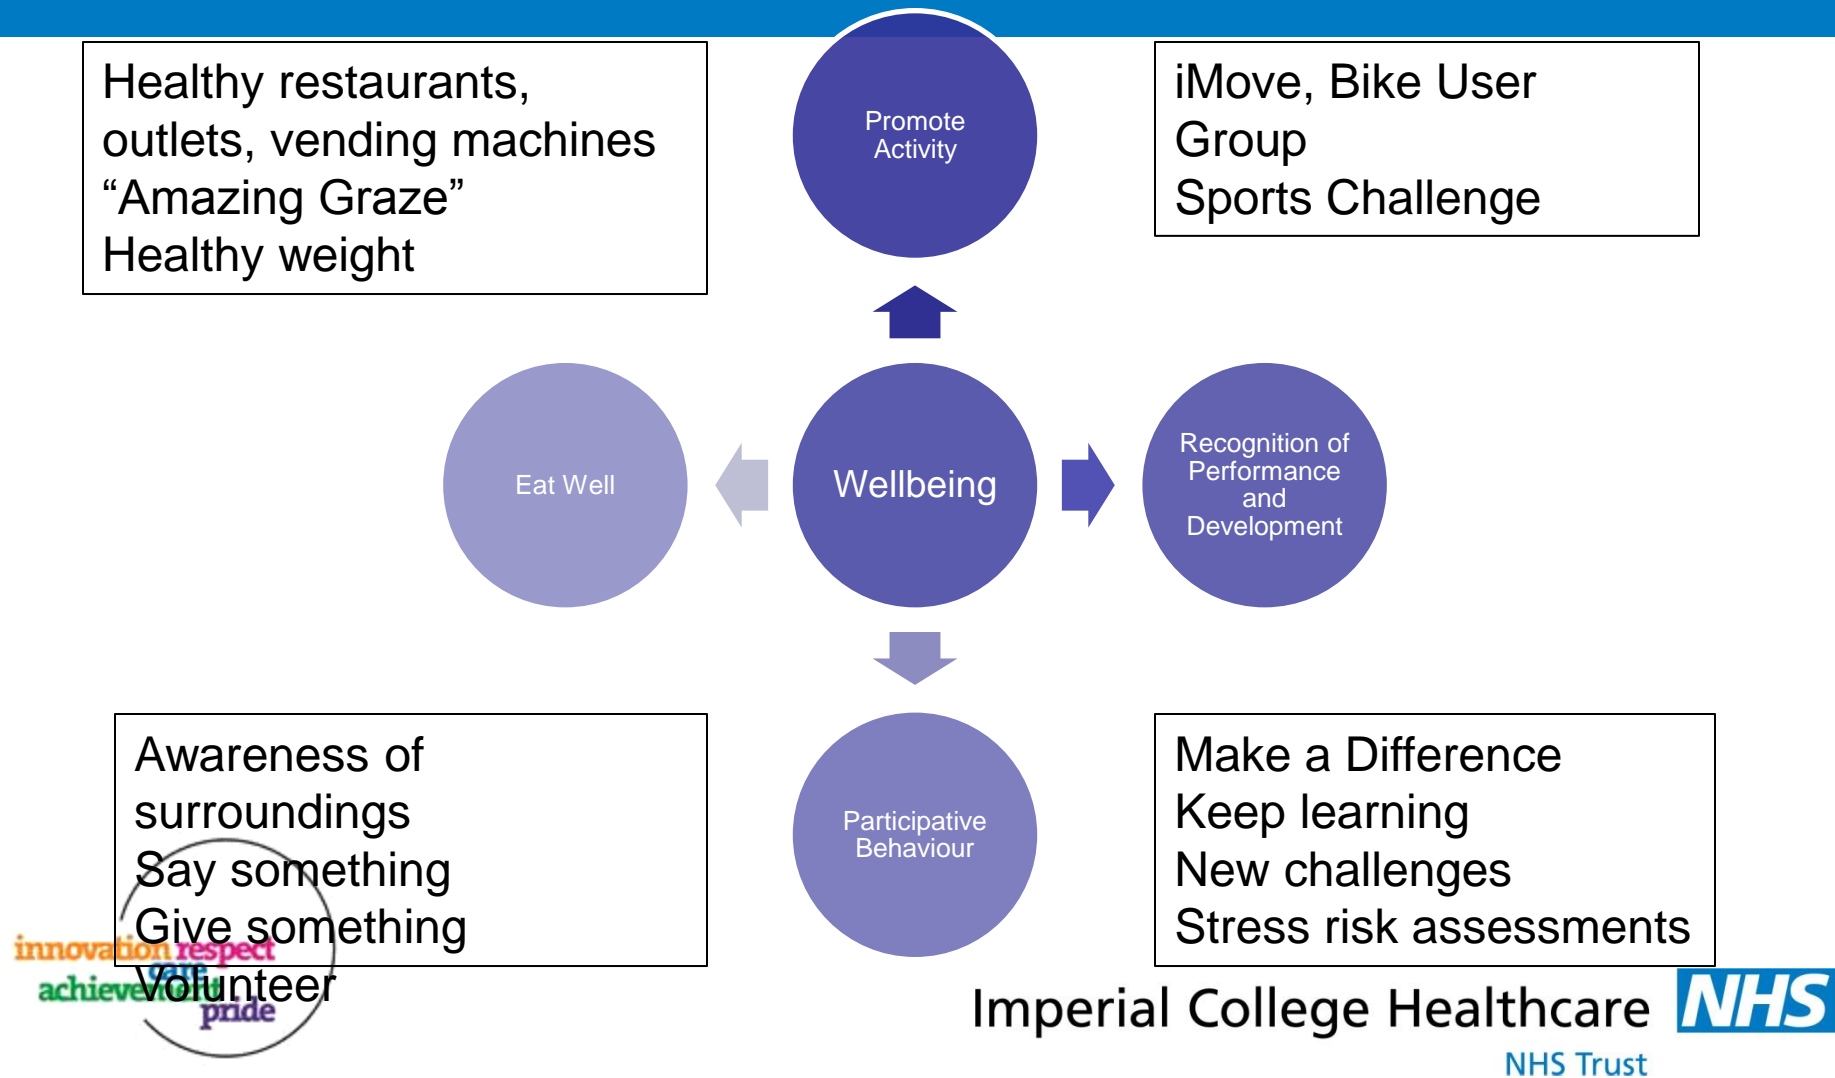 Healthy restaurants,
outlets, vending machines
“Amazing Graze”
Healthy weight
Promote
Activity
iMove, Bike User
Group
Sports Challenge
Eat Well
Wellbeing
Recognition of
Performance
and
Development
Awareness of
surroundings
Say something
Give something
Volunteer
Participative
Behaviour
Make a Difference
Keep learning
New challenges
Stress risk assessments
innovation respect
care
achievement
pride
Imperial College Healthcare NHS
NHS Trust